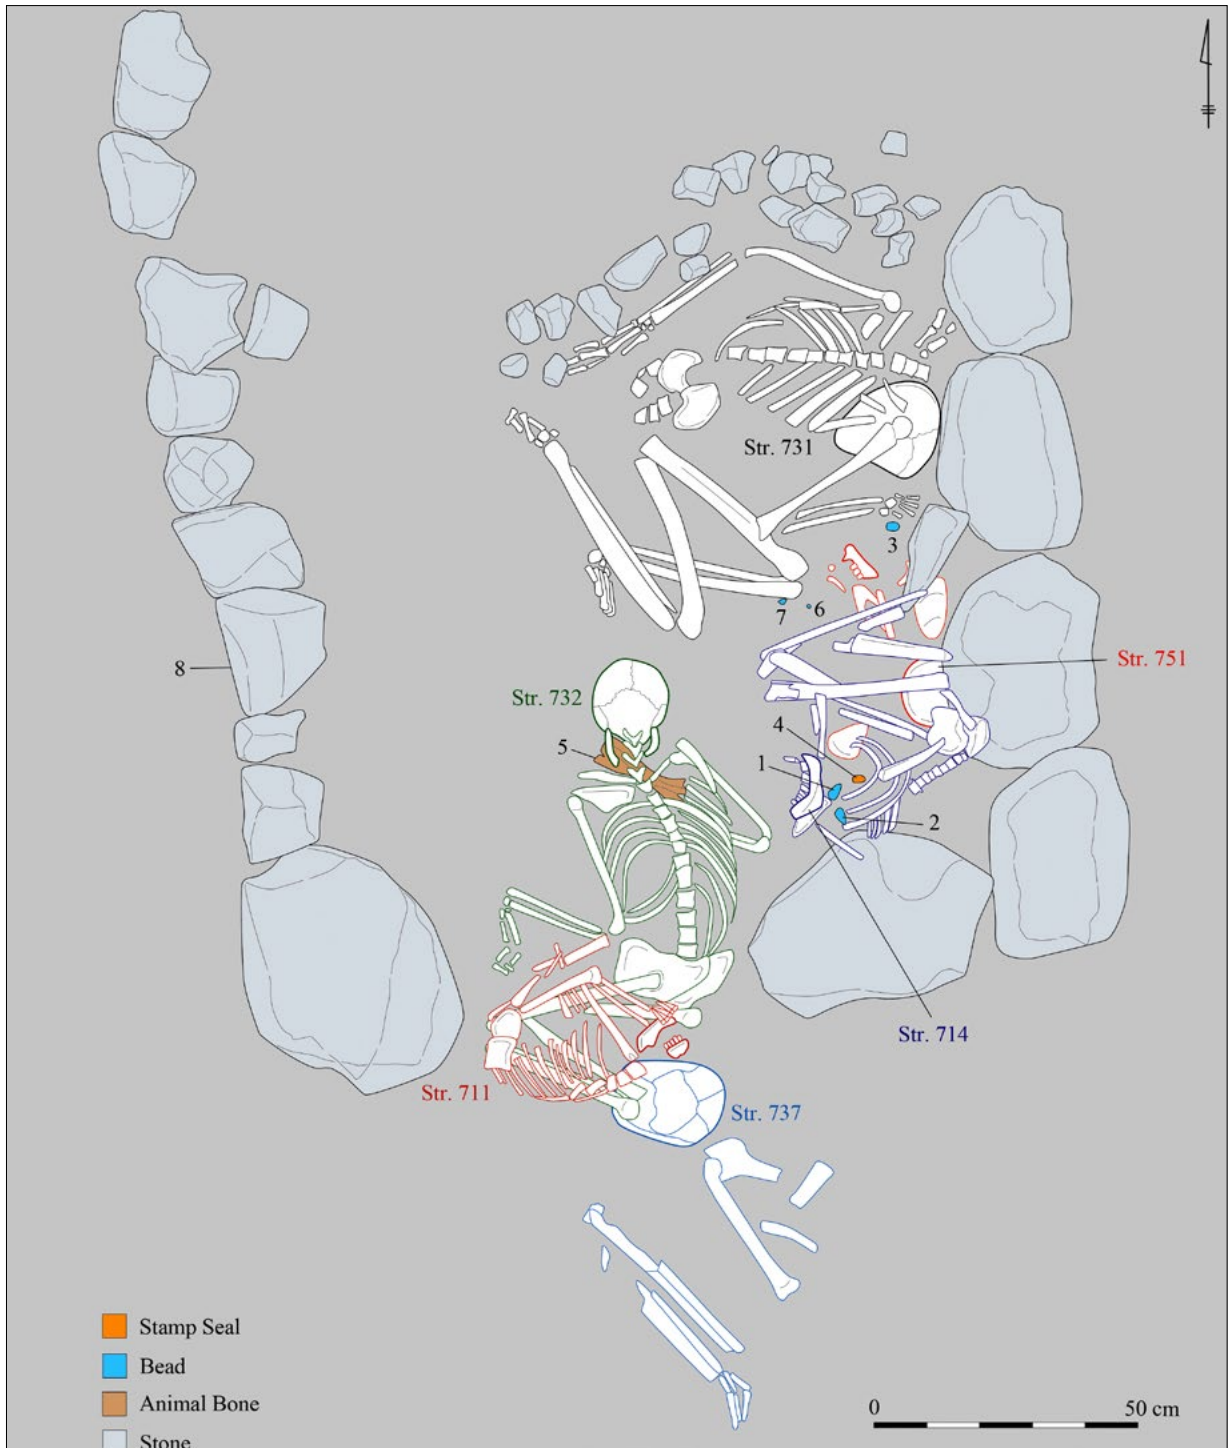 Str. 731
3
7
6
8
Str. 751
Str. 732
4
5
1
2
Str. 714
Str. 711
Str. 737
Stamp Seal
Bead
Animal Bone
Stone
0 50 cm